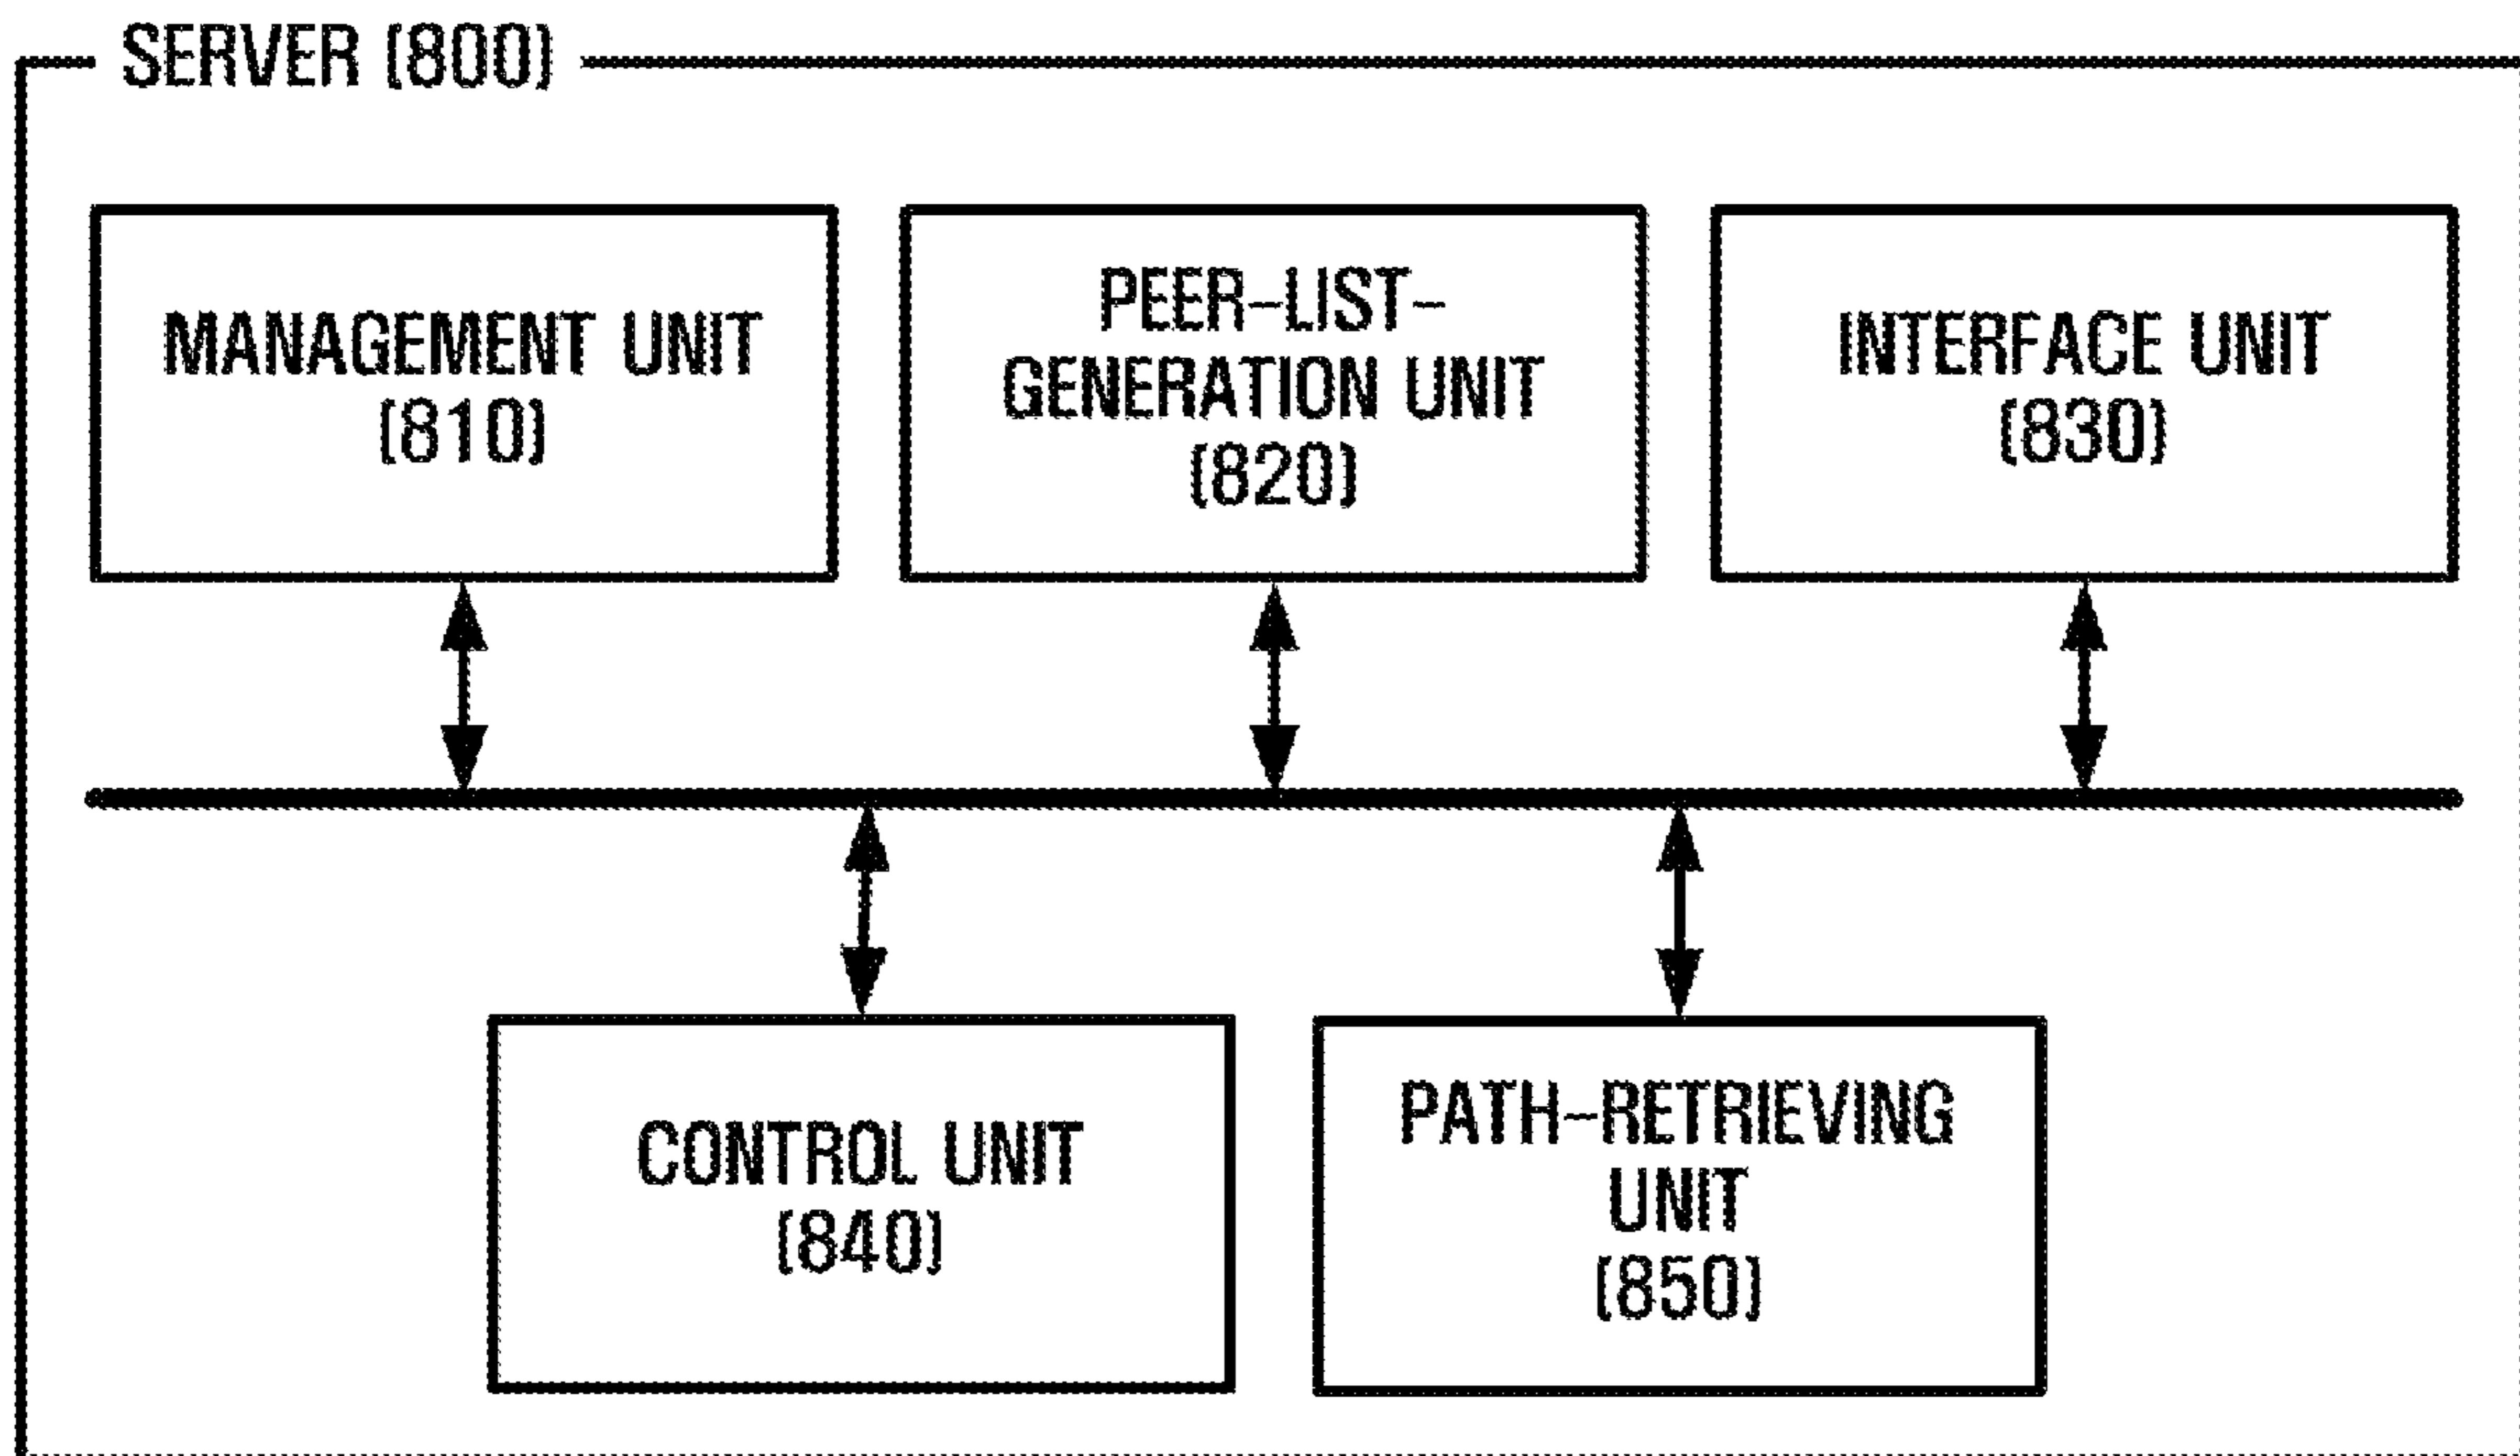 SERVER (800)
MANAGEMENT UNIT
(810)
PEER-LIST-
GENERATION UNIT
(820)
INTERFACE UNIT
(830)
CONTROL UNIT
(840)
PATH-RETRIEVING
UNIT
(850)